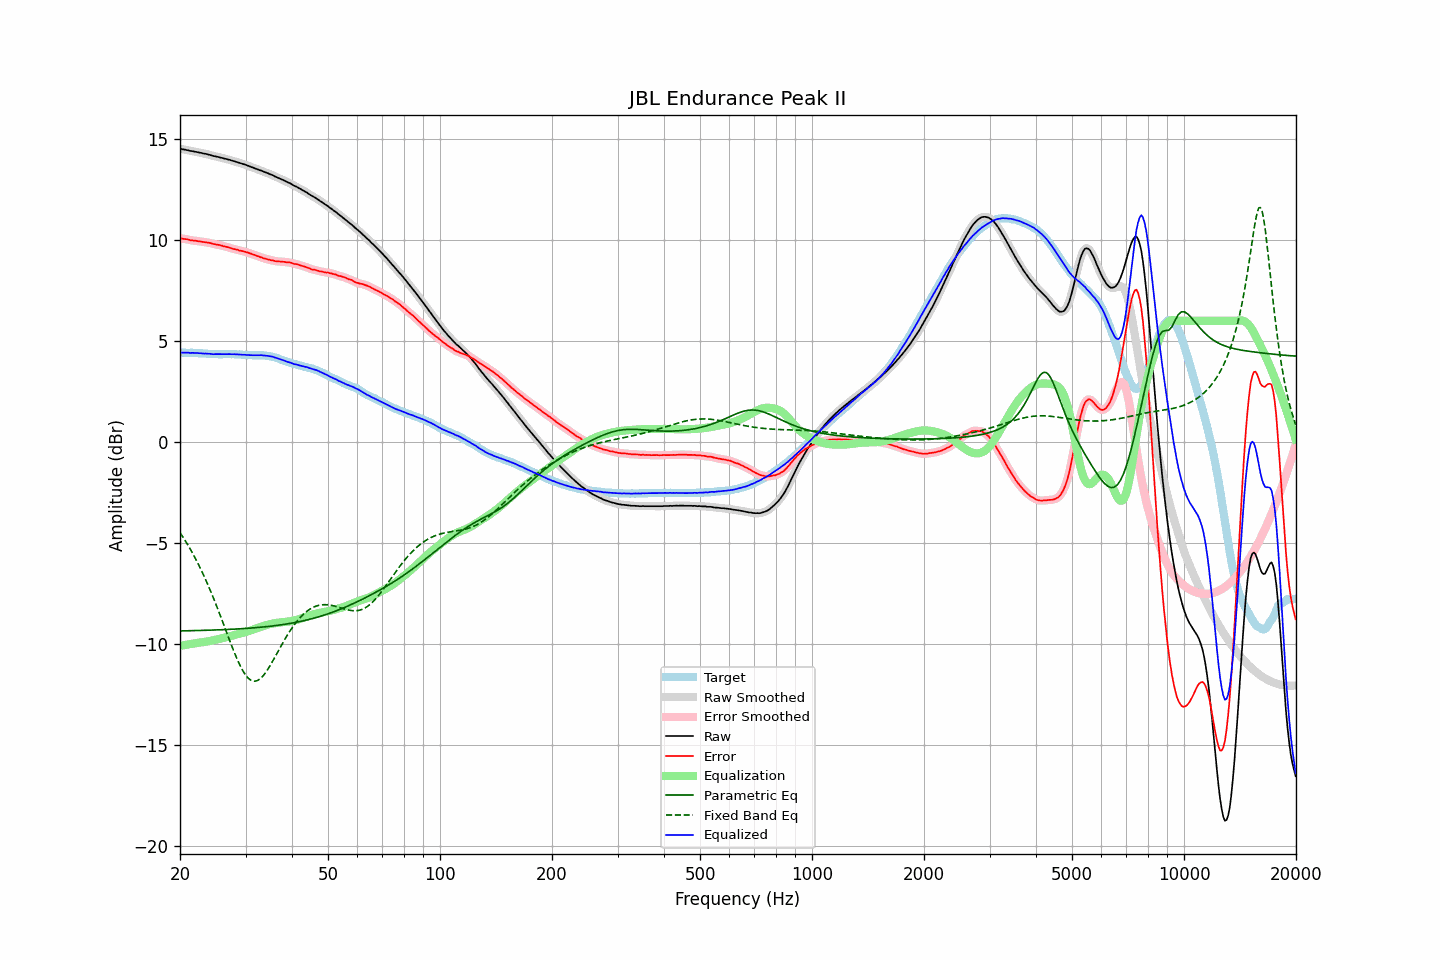 JBL Endurance Peak II
Amplitude (dBr)
15
10
5
0
−5
−10
−15
−20
Target
Raw Smoothed
Error Smoothed
Raw
Error
Equalization
Parametric Eq
Fixed Band Eq
Equalized
20 50 100 200 500 1000 2000 5000 10000 20000
Frequency (Hz)